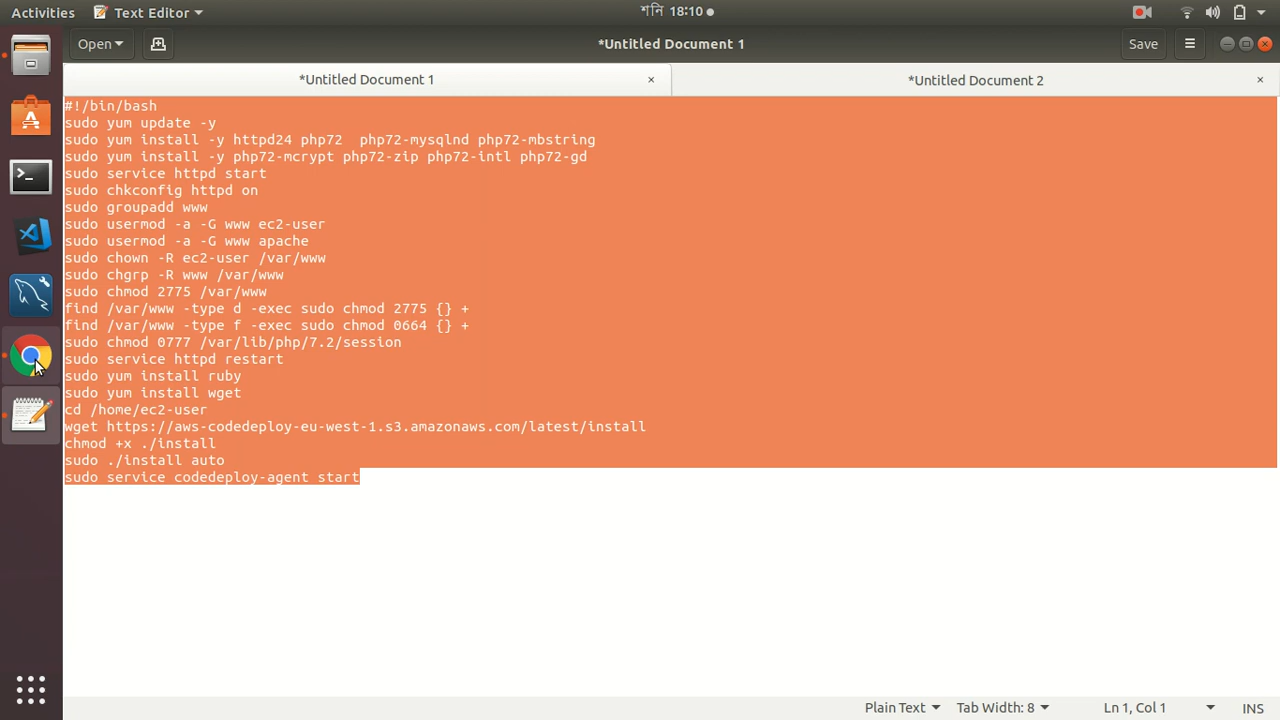 Activities
Text Editor
শনি 18:10
Open
*Untitled Document 1
Save
*Untitled Document 1
*Untitled Document 2
#!/bin/bash
sudo yum update -y
sudo yum install -y httpd24 php72  php72-mysqlnd php72-mbstring
sudo yum install -y php72-mcrypt php72-zip php72-intl php72-gd
sudo service httpd start
sudo chkconfig httpd on
sudo groupadd www
sudo usermod -a -G www ec2-user
sudo usermod -a -G www apache
sudo chown -R ec2-user /var/www
sudo chgrp -R www /var/www
sudo chmod 2775 /var/www
find /var/www -type d -exec sudo chmod 2775 {} +
find /var/www -type f -exec sudo chmod 0664 {} +
sudo chmod 0777 /var/lib/php/7.2/session
sudo service httpd restart
sudo yum install ruby
sudo yum install wget
cd /home/ec2-user
wget https://aws-codedeploy-eu-west-1.s3.amazonaws.com/latest/install
chmod +x ./install
sudo ./install auto
sudo service codedeploy-agent start
Plain Text
Tab Width: 8
Ln 1, Col 1
INS